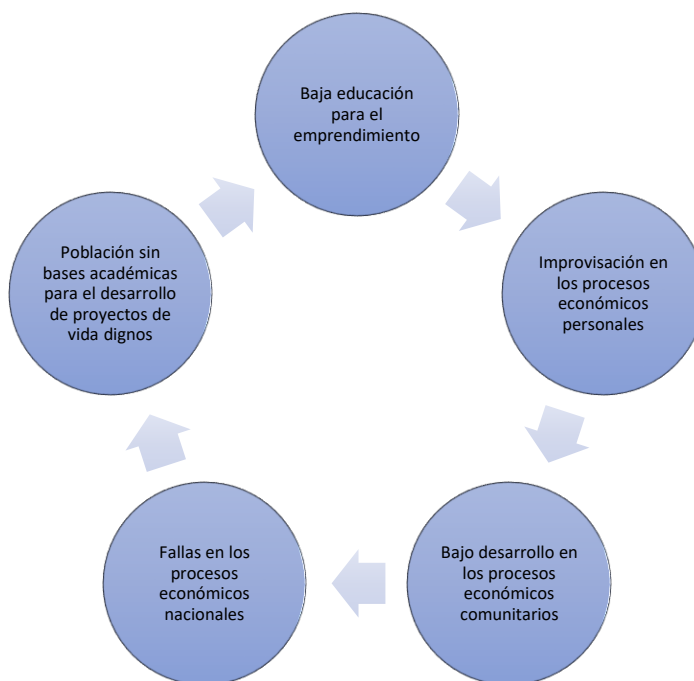 Baja educación
para el
emprendimiento
Improvisación en
los procesos
económicos
personales
Bajo desarrollo en
los procesos
económicos
comunitarios
Fallas en los
procesos
económicos
nacionales
Población sin
bases académicas
para el desarrollo
de proyectos de
vida dignos